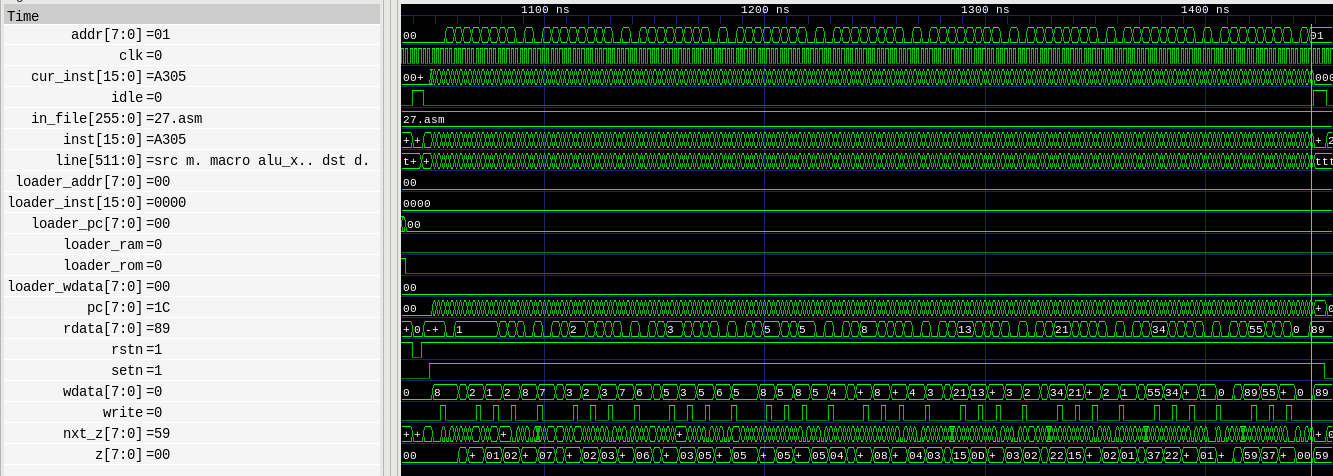 1100 ns 1200 ns 1300 ns 1400 ns
Time
addr[7:0]=01 00 01
clk=0
cur_inst[15:0]=A305 00+ 000
idle=0
in_file[255:0]=27.asm 27.asm
inst[15:0]=A305 + + + 2
line[511:0]=src m. macro alu_x.. dst d. t+ + ttt
loader_addr[7:0]=00 00
loader_inst[15:0]=0000 0000
loader_pc[7:0]=00 00
loader_ram=0
loader_rom=0
loader_wdata[7:0]=00 00
pc[7:0]=1C 00 + 0
rdata[7:0]=89 + 0 -+ 1 2 3 5 5 8 13 21 34 55 0 89
rstn=1
setn=1
wdata[7:0]=0 0 8 2 1 2 8 7 3 2 3 7 6 5 3 5 6 5 8 5 8 5 4 + 8 + 4 3 21 13 + 3 2 34 21 + 2 1 55 34 + 1 0 89 55 + 0 89
write=0
nxt_z[7:0]=59 + + + + + 0
z[7:0]=00 00 + 01 02 + 07 + 02 03 + 06 + 03 05 + 05 + 05 + 05 04 + 08 + 04 03 15 0D + 03 02 22 15 + 02 01 37 22 + 01 + 59 37 + 00 59